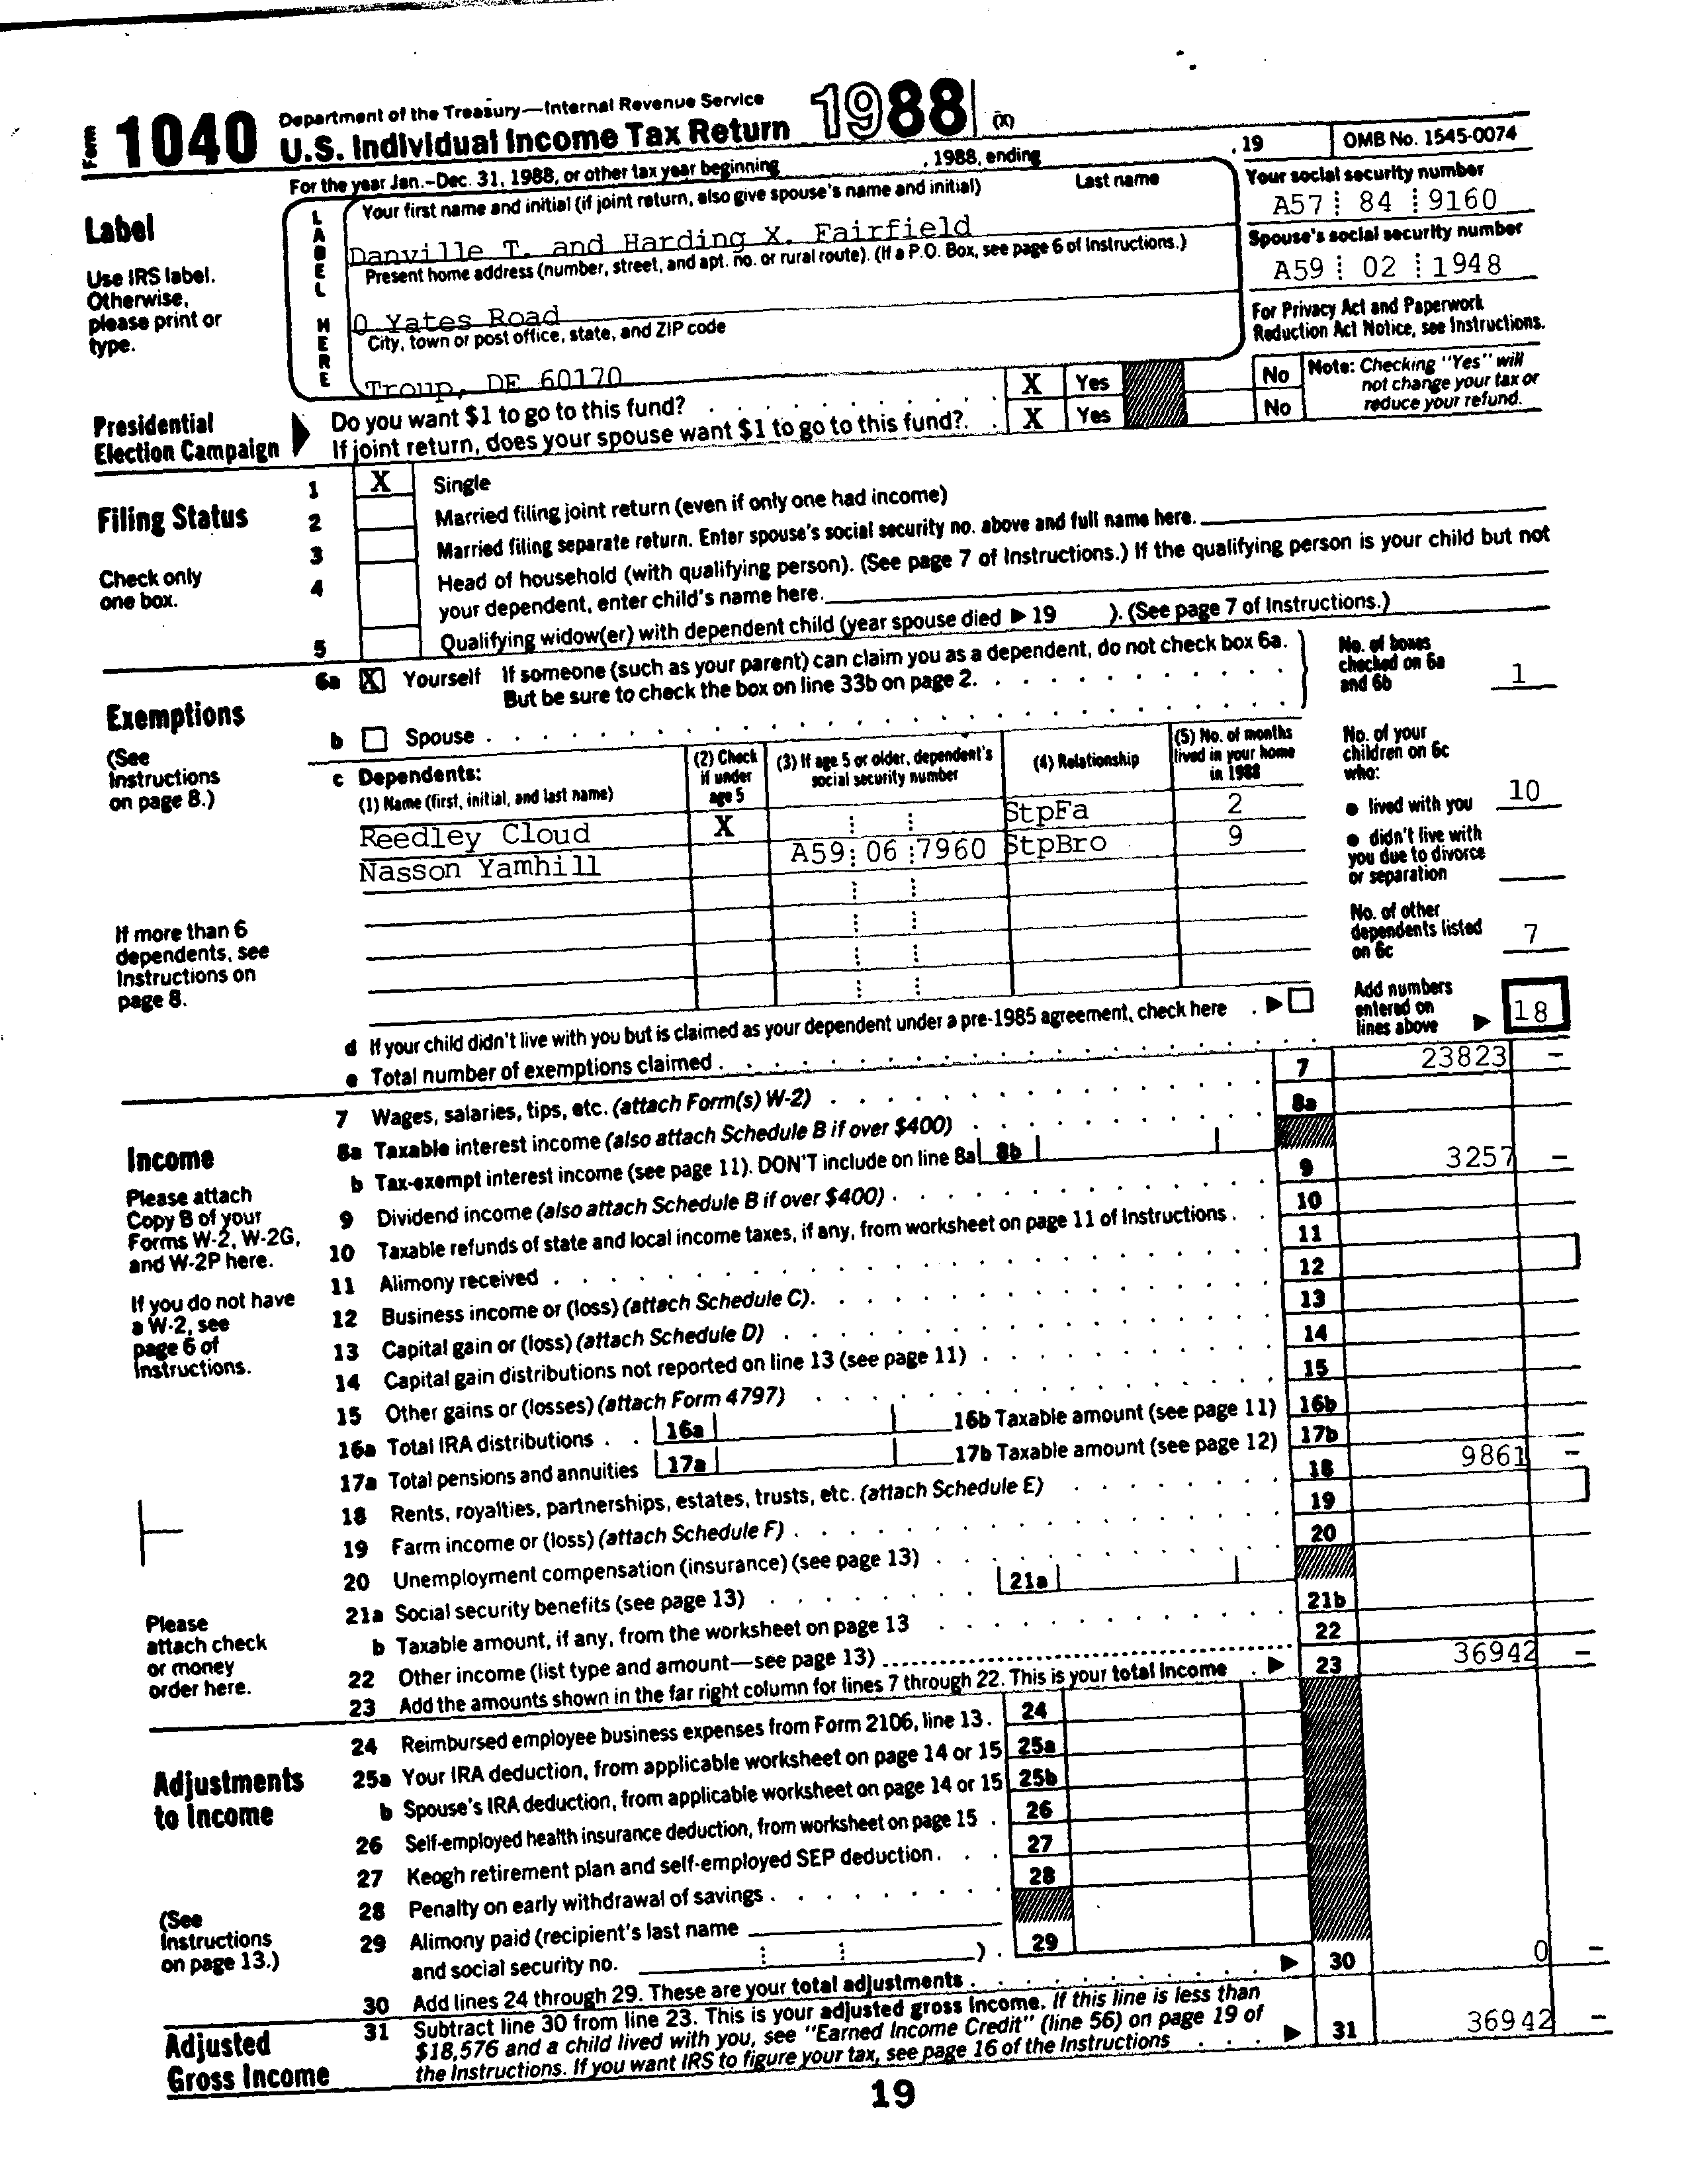 Form 1040 Department of the Treasury—Internal Revenue Service
U.S. Individual Income Tax Return 1988 (X)
For the year Jan.-Dec. 31, 1988, or other tax year beginning , 1988, ending , 19 OMB No. 1545-0074
Label
Use IRS label.
Otherwise,
please print or
type.
LABEL HERE
Your first name and initial (if joint return, also give spouse's name and initial) Last name
Danville T. and Harding X. Fairfield
Present home address (number, street, and apt. no. or rural route). (If a P.O. Box, see page 6 of Instructions.)
0 Yates Road
City, town or post office, state, and ZIP code
Troup, DE 60170
Your social security number
A57 84 9160
Spouse's social security number
A59 02 1948
For Privacy Act and Paperwork
Reduction Act Notice, see Instructions.
Presidential
Election Campaign
Do you want $1 to go to this fund? X Yes No
If joint return, does your spouse want $1 to go to this fund?. X Yes No
Note: Checking "Yes" will
not change your tax or
reduce your refund.
Filing Status
Check only
one box.
1 X Single
2 Married filing joint return (even if only one had income)
3 Married filing separate return. Enter spouse's social security no. above and full name here.
4 Head of household (with qualifying person). (See page 7 of Instructions.) If the qualifying person is your child but not
your dependent, enter child's name here.
5 Qualifying widow(er) with dependent child (year spouse died ▶ 19 ). (See page 7 of Instructions.)
Exemptions
(See
Instructions
on page 8.)
If more than 6
dependents, see
Instructions on
page 8.
6a X Yourself If someone (such as your parent) can claim you as a dependent, do not check box 6a.
But be sure to check the box on line 33b on page 2.
b Spouse
c Dependents:
(1) Name (first, initial, and last name)
(2) Check
if under
age 5
(3) If age 5 or older, dependent's
social security number
(4) Relationship
(5) No. of months
lived in your home
in 1988
Reedley Cloud X StpFa 2
Nasson Yamhill A59 06 7960 StpBro 9
No. of boxes
checked on 6a
and 6b 1
No. of your
children on 6c
who:
● lived with you 10
● didn't live with
you due to divorce
or separation
No. of other
dependents listed
on 6c 7
Add numbers
entered on
lines above ▶ 18
d If your child didn't live with you but is claimed as your dependent under a pre-1985 agreement, check here ▶
e Total number of exemptions claimed
Income
Please attach
Copy B of your
Forms W-2, W-2G,
and W-2P here.
If you do not have
a W-2, see
page 6 of
Instructions.
Please
attach check
or money
order here.
7 Wages, salaries, tips, etc. (attach Form(s) W-2) 7 23823 –
8a Taxable interest income (also attach Schedule B if over $400) 8a
b Tax-exempt interest income (see page 11). DON'T include on line 8a 8b
9 Dividend income (also attach Schedule B if over $400) 9 3257 –
10 Taxable refunds of state and local income taxes, if any, from worksheet on page 11 of Instructions 10
11 Alimony received 11
12 Business income or (loss) (attach Schedule C). 12
13 Capital gain or (loss) (attach Schedule D) 13
14 Capital gain distributions not reported on line 13 (see page 11) 14
15 Other gains or (losses) (attach Form 4797) 15
16a Total IRA distributions 16a 16b Taxable amount (see page 11) 16b
17a Total pensions and annuities 17a 17b Taxable amount (see page 12) 17b
18 Rents, royalties, partnerships, estates, trusts, etc. (attach Schedule E) 18 9861 –
19 Farm income or (loss) (attach Schedule F) 19
20 Unemployment compensation (insurance) (see page 13) 20
21a Social security benefits (see page 13) 21a
b Taxable amount, if any, from the worksheet on page 13 21b
22 Other income (list type and amount—see page 13) 22
23 Add the amounts shown in the far right column for lines 7 through 22. This is your total income ▶ 23 36942 –
Adjustments
to Income
(See
Instructions
on page 13.)
24 Reimbursed employee business expenses from Form 2106, line 13. 24
25a Your IRA deduction, from applicable worksheet on page 14 or 15 25a
b Spouse's IRA deduction, from applicable worksheet on page 14 or 15 25b
26 Self-employed health insurance deduction, from worksheet on page 15 26
27 Keogh retirement plan and self-employed SEP deduction 27
28 Penalty on early withdrawal of savings 28
29 Alimony paid (recipient's last name
and social security no. ). 29
30 Add lines 24 through 29. These are your total adjustments ▶ 30 0 –
Adjusted
Gross Income
31 Subtract line 30 from line 23. This is your adjusted gross income. If this line is less than
$18,576 and a child lived with you, see "Earned Income Credit" (line 56) on page 19 of
the Instructions. If you want IRS to figure your tax, see page 16 of the Instructions ▶ 31 36942 –
19